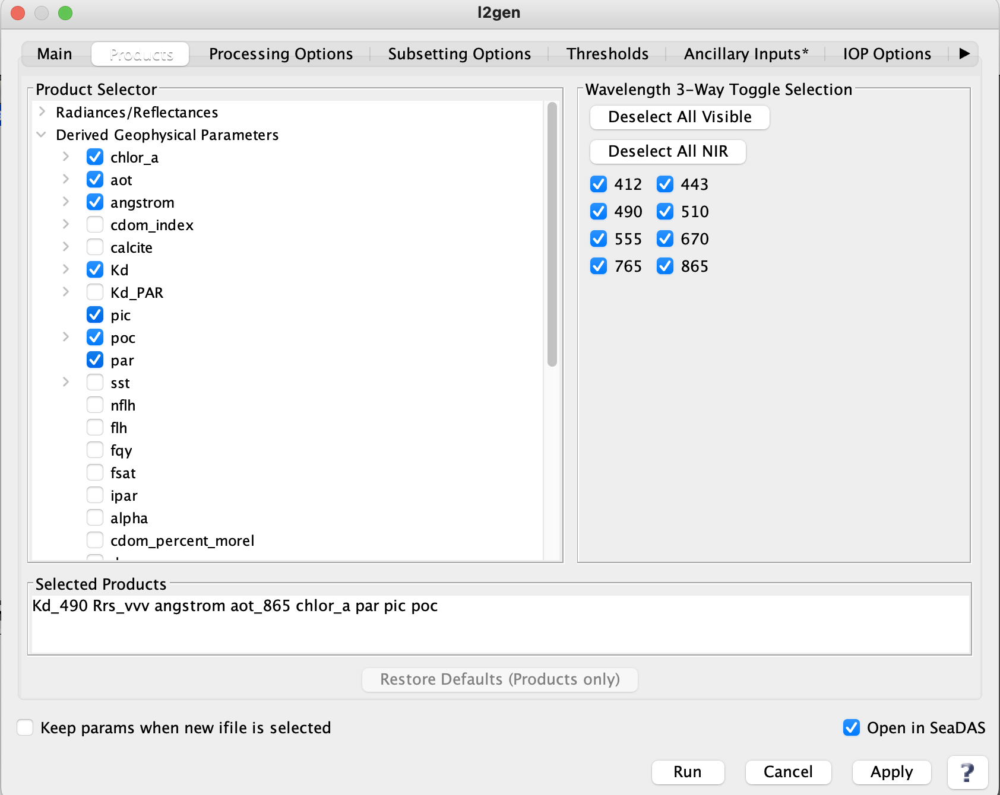 l2gen
Main Products Processing Options Subsetting Options Thresholds Ancillary Inputs* IOP Options
Product Selector
Radiances/Reflectances
Derived Geophysical Parameters
chlor_a
aot
angstrom
cdom_index
calcite
Kd
Kd_PAR
pic
poc
par
sst
nflh
flh
fqy
fsat
ipar
alpha
cdom_percent_morel
Wavelength 3-Way Toggle Selection
Deselect All Visible
Deselect All NIR
412 443
490 510
555 670
765 865
Selected Products
Kd_490 Rrs_vvv angstrom aot_865 chlor_a par pic poc
Restore Defaults (Products only)
Keep params when new ifile is selected
Open in SeaDAS
Run Cancel Apply ?